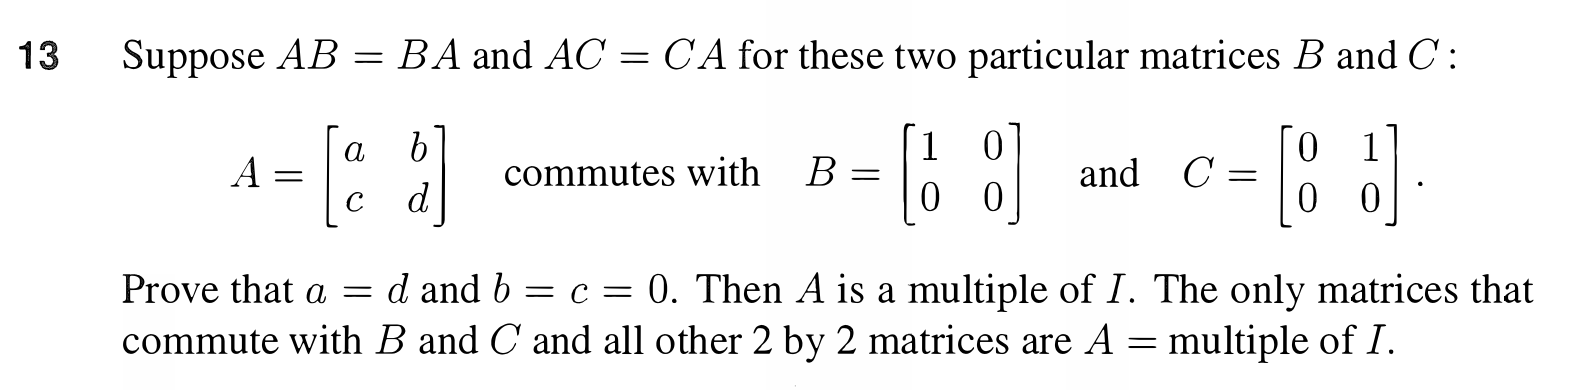 13 Suppose AB = BA and AC = CA for these two particular matrices B and C :
A = [a b; c d] commutes with B = [1 0; 0 0] and C = [0 1; 0 0].
Prove that a = d and b = c = 0. Then A is a multiple of I. The only matrices that
commute with B and C and all other 2 by 2 matrices are A = multiple of I.